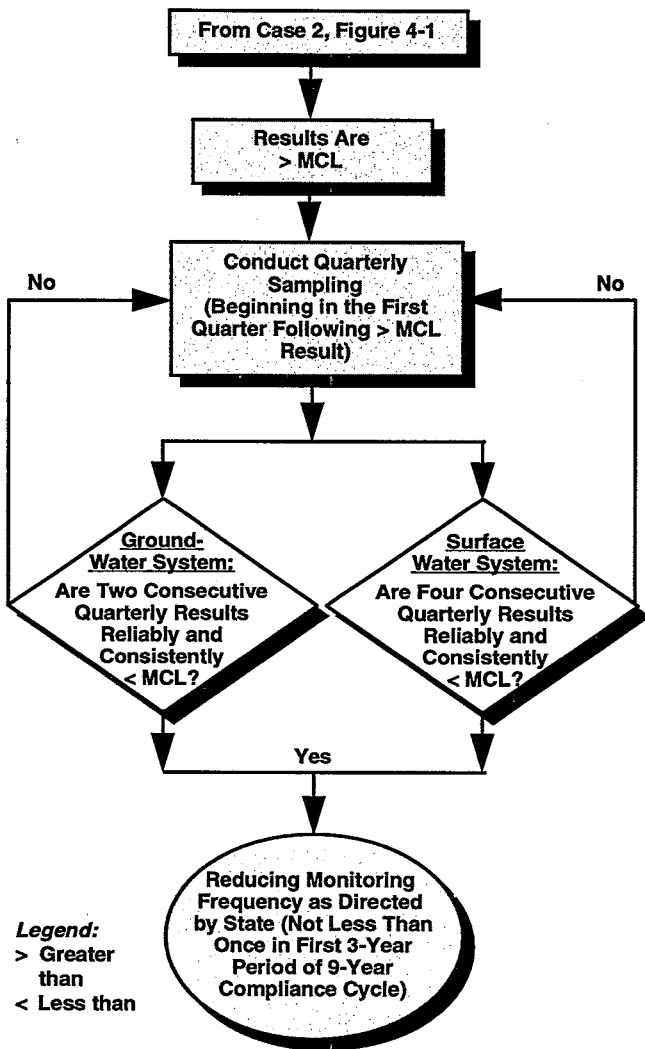 From Case 2, Figure 4-1
Results Are
> MCL
Conduct Quarterly
Sampling
(Beginning in the First
Quarter Following > MCL
Result)
No
No
Ground-
Water System:
Are Two Consecutive
Quarterly Results
Reliably and
Consistently
< MCL?
Surface
Water System:
Are Four Consecutive
Quarterly Results
Reliably and
Consistently
< MCL?
Yes
Reducing Monitoring
Frequency as Directed
by State (Not Less Than
Once in First 3-Year
Period of 9-Year
Compliance Cycle)
Legend:
> Greater
than
< Less than